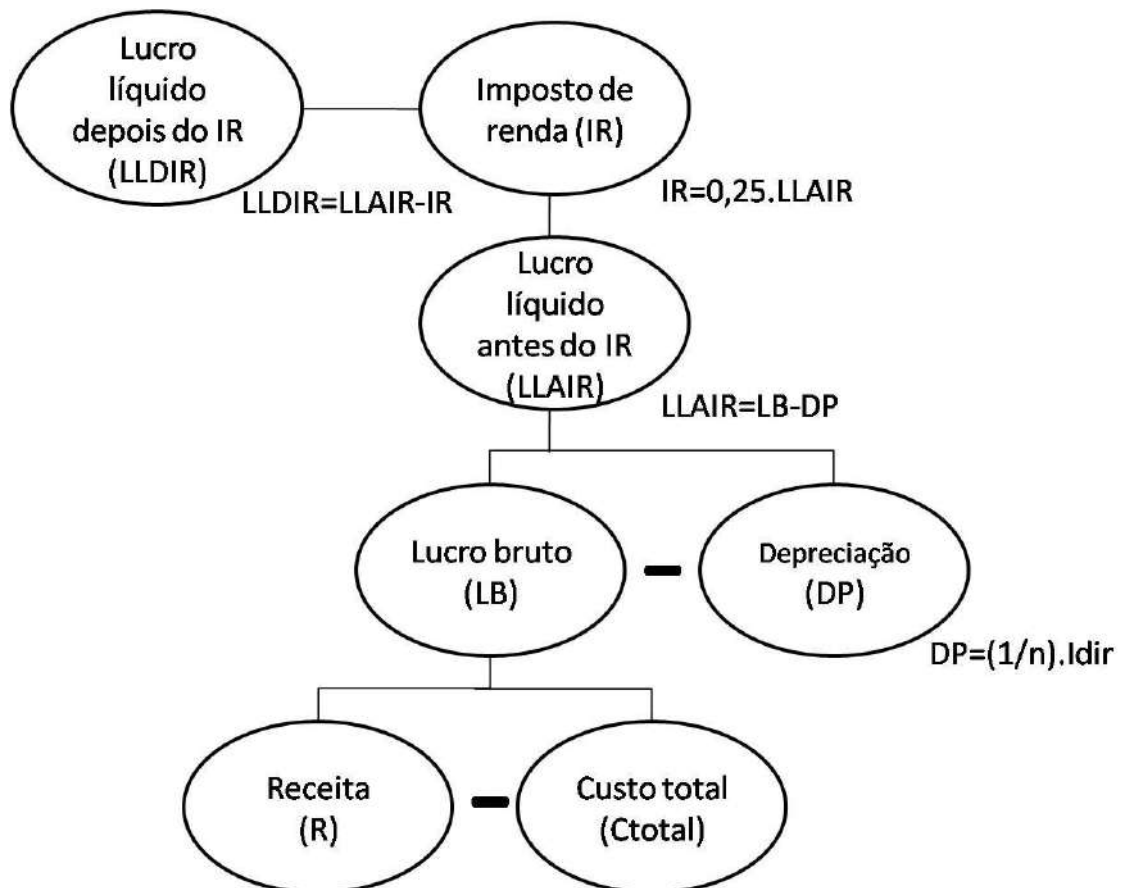 Lucro
líquido
depois do IR
(LLDIR)
Imposto de
renda (IR)
LLDIR=LLAIR-IR
IR=0,25.LLAIR
Lucro
líquido
antes do IR
(LLAIR)
LLAIR=LB-DP
Lucro bruto
(LB)
Depreciação
(DP)
DP=(1/n).Idir
Receita
(R)
Custo total
(Ctotal)